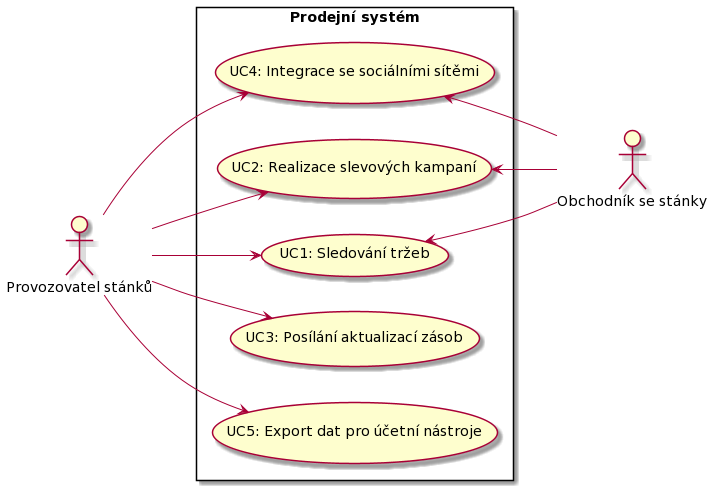 Prodejní systém
UC4: Integrace se sociálními sítěmi
UC2: Realizace slevových kampaní
Obchodník se stánky
UC1: Sledování tržeb
Provozovatel stánků
UC3: Posílání aktualizací zásob
UC5: Export dat pro účetní nástroje